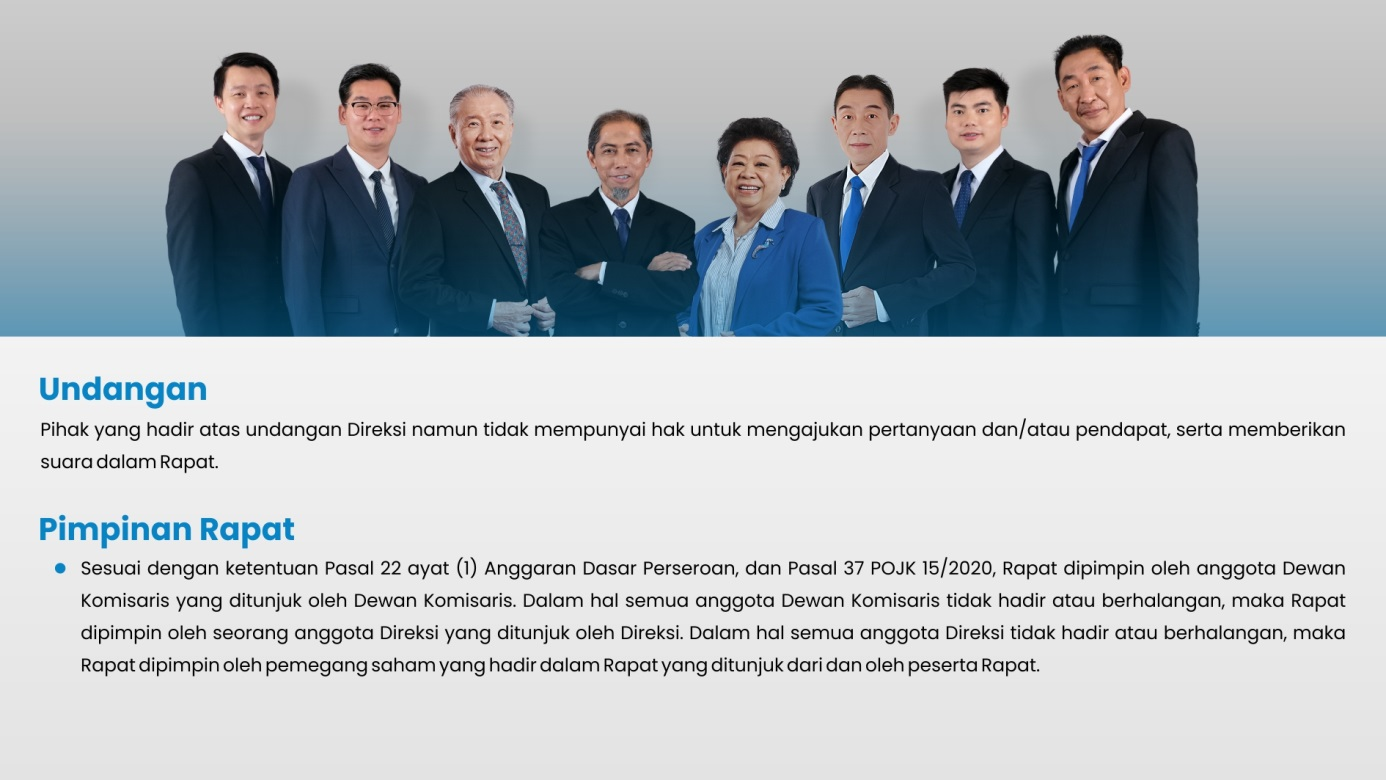 Undangan
Pihak yang hadir atas undangan Direksi namun tidak mempunyai hak untuk mengajukan pertanyaan dan/atau pendapat, serta memberikan
suara dalam Rapat.
Pimpinan Rapat
Sesuai dengan ketentuan Pasal 22 ayat (1) Anggaran Dasar Perseroan, dan Pasal 37 POJK 15/2020, Rapat dipimpin oleh anggota Dewan
Komisaris yang ditunjuk oleh Dewan Komisaris. Dalam hal semua anggota Dewan Komisaris tidak hadir atau berhalangan, maka Rapat
dipimpin oleh seorang anggota Direksi yang ditunjuk oleh Direksi. Dalam hal semua anggota Direksi tidak hadir atau berhalangan, maka
Rapat dipimpin oleh pemegang saham yang hadir dalam Rapat yang ditunjuk dari dan oleh peserta Rapat.